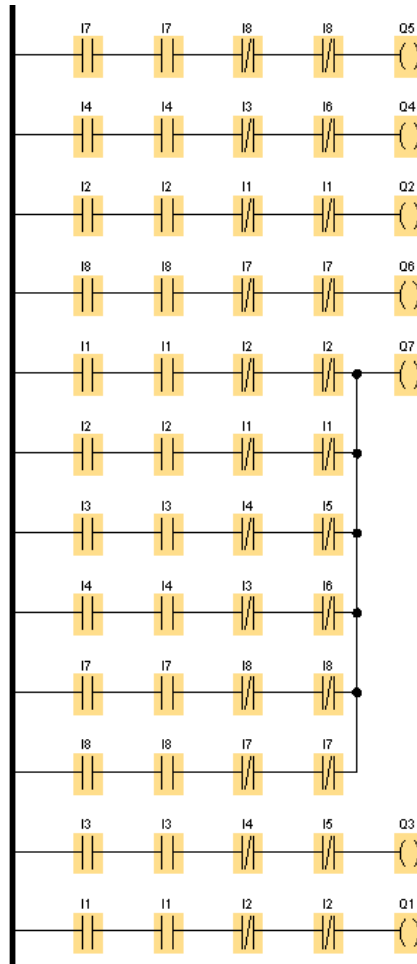 I7 I7 I8 I8 Q5
I4 I4 I3 I6 Q4
I2 I2 I1 I1 Q2
I8 I8 I7 I7 Q6
I1 I1 I2 I2 Q7
I2 I2 I1 I1
I3 I3 I4 I5
I4 I4 I3 I6
I7 I7 I8 I8
I8 I8 I7 I7
I3 I3 I4 I5 Q3
I1 I1 I2 I2 Q1